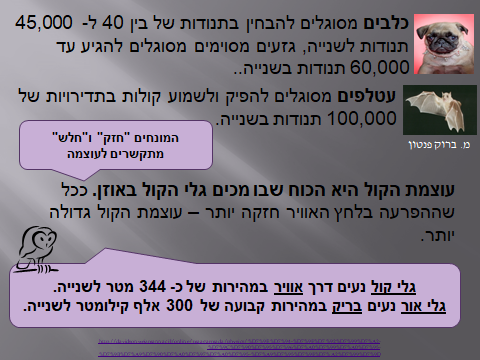 כלבים מסוגלים להבחין בתנודות של בין 40 ל- 45,000
תנודות לשנייה, גזעים מסוימים מסוגלים להגיע עד
60,000 תנודות בשנייה..
עטלפים מסוגלים להפיק ולשמוע קולות בתדירויות של
100,000 תנודות בשנייה.
מ. ברוק פנטון
המונחים "חזק" ו"חלש"
מתקשרים לעוצמה
עוצמת הקול היא הכוח שבו מכים גלי הקול באוזן. ככל
שההפרעה בלחץ האוויר חזקה יותר – עוצמת הקול גדולה
יותר.
גלי קול נעים דרך אוויר במהירות של כ- 344 מטר לשנייה.
גלי אור נעים בריק במהירות קבועה של 300 אלף קילומטר לשנייה.